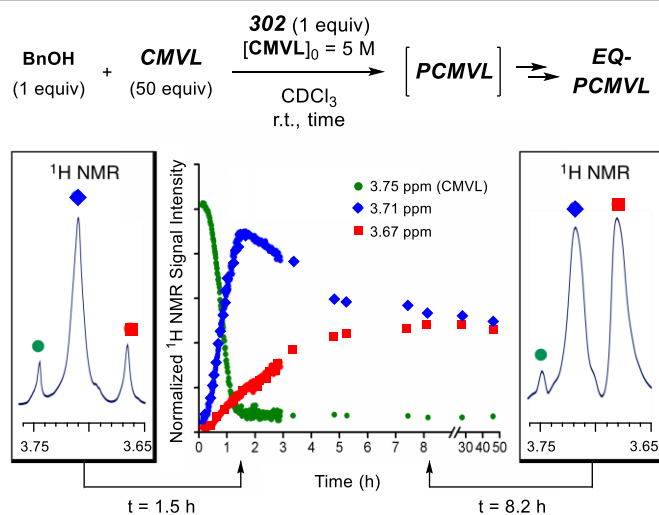 302 (1 equiv)
BnOH + CMVL [CMVL]0 = 5 M [ PCMVL ] EQ-
(1 equiv) (50 equiv) CDCl3 PCMVL
r.t., time
1H NMR
3.75 3.65
Normalized 1H NMR Signal Intensity
3.75 ppm (CMVL)
3.71 ppm
3.67 ppm
0 1 2 3 4 5 6 7 8 30 40 50
Time (h)
1H NMR
3.75 3.65
t = 1.5 h
t = 8.2 h